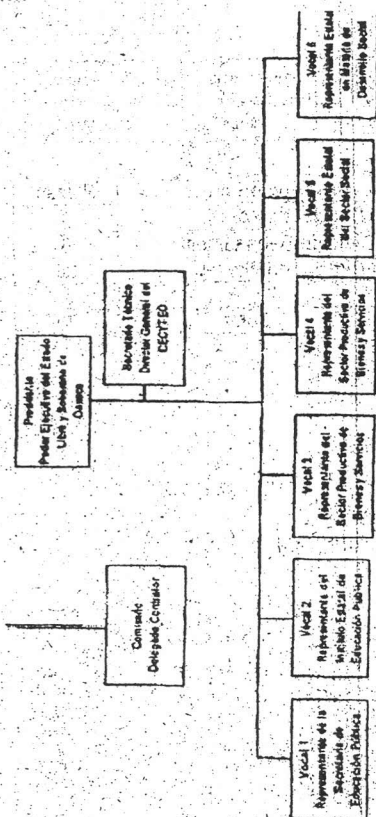 Presidente
Poder Ejecutivo del Estado
Libre y Soberano de
Oaxaca
Secretario Técnico
Director General del
CECYTEO
Comisario
Delegado Contralor
Vocal 1
Representante de la
Secretaría de
Educación Pública
Vocal 2
Representante del
Instituto Estatal de
Educación Pública
Vocal 3
Representante del
Sector Productivo de
Bienes y Servicios
Vocal 4
Representante del
Sector Productivo de
Bienes y Servicios
Vocal 5
Representante Estatal
del Sector Social
Vocal 6
Representante Estatal
en Materia de
Desarrollo Social